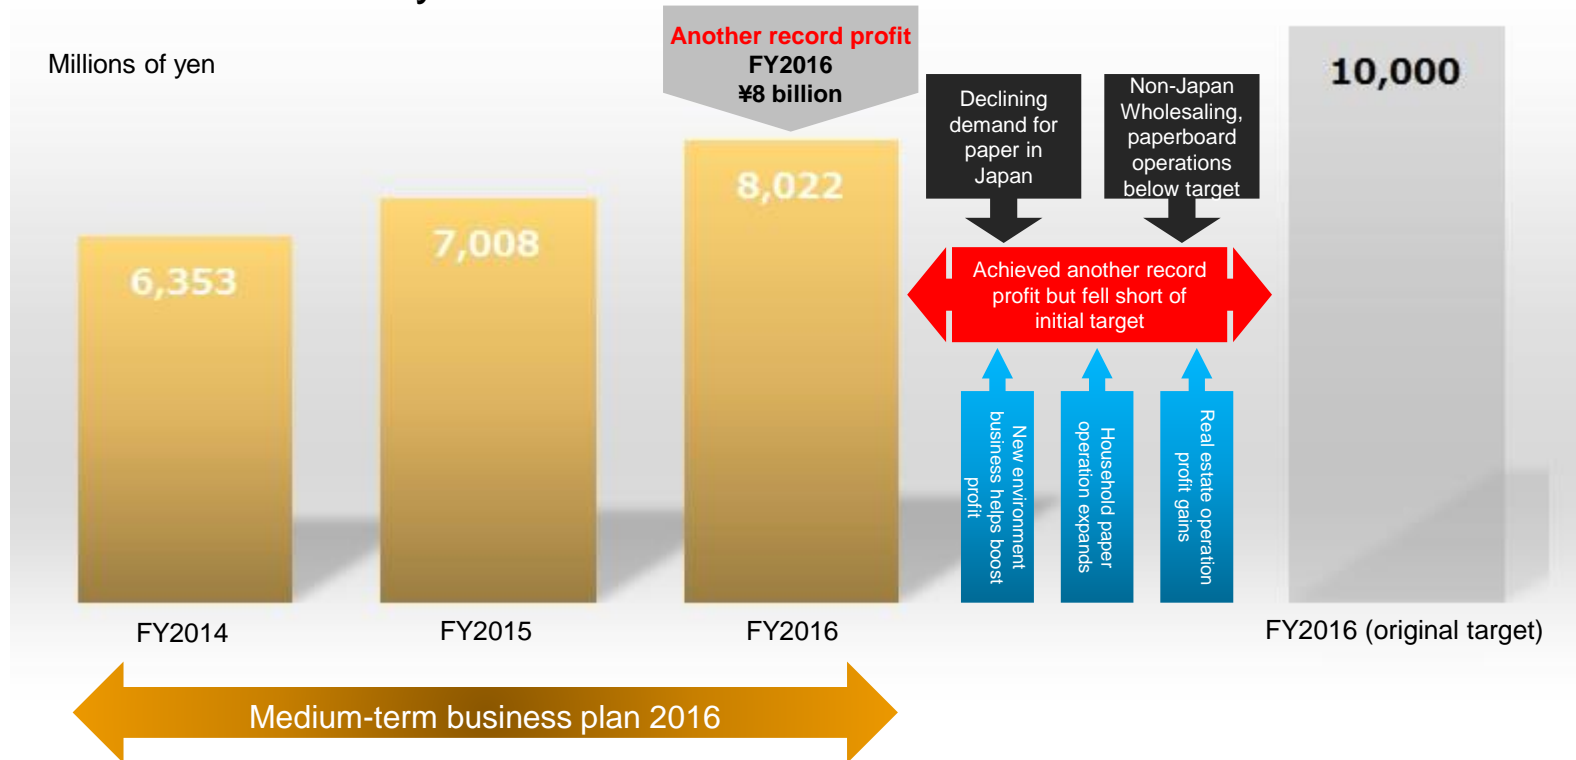 Millions of yen
Another record profit
FY2016
¥8 billion
6,353
7,008
8,022
Declining
demand for
paper in
Japan
Non-Japan
Wholesaling,
paperboard
operations
below target
10,000
Achieved another record
profit but fell short of
initial target
New environment
business helps boost
profit
Household paper
operation expands
Real estate operation
profit gains
FY2014
FY2015
FY2016
FY2016 (original target)
Medium-term business plan 2016